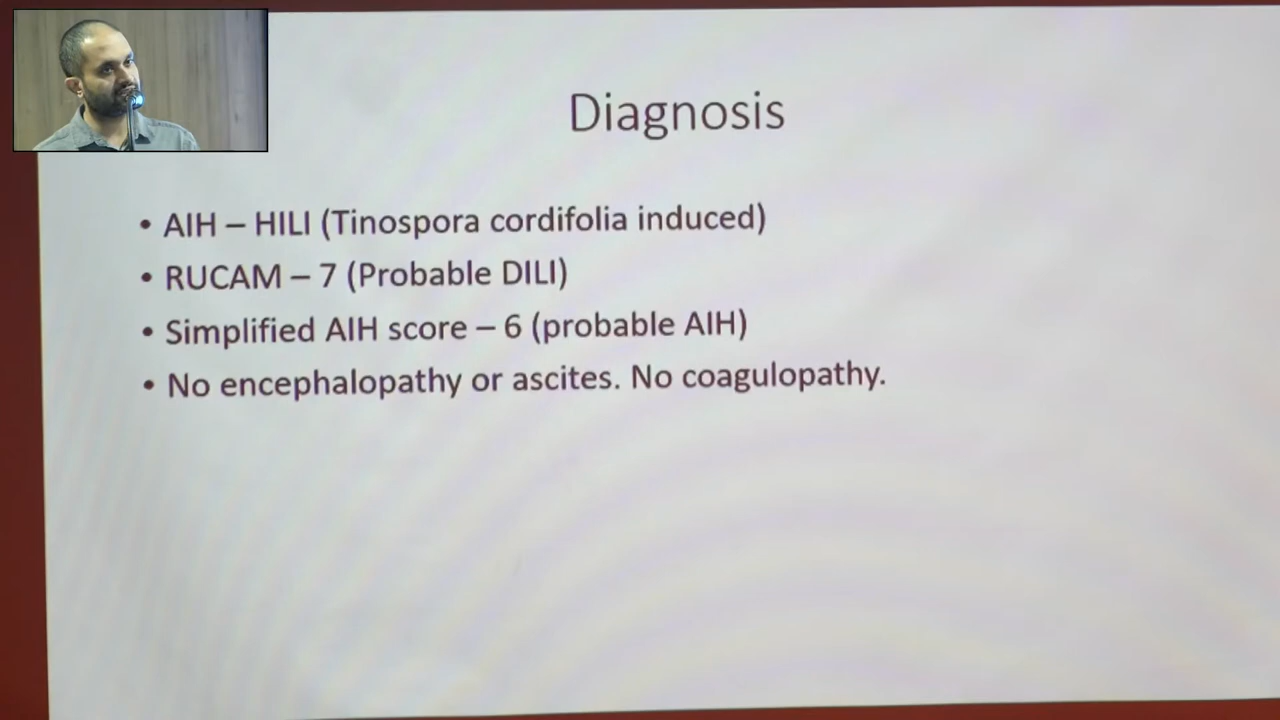 Diagnosis
• AIH – HILI (Tinospora cordifolia induced)
• RUCAM – 7 (Probable DILI)
• Simplified AIH score – 6 (probable AIH)
• No encephalopathy or ascites. No coagulopathy.